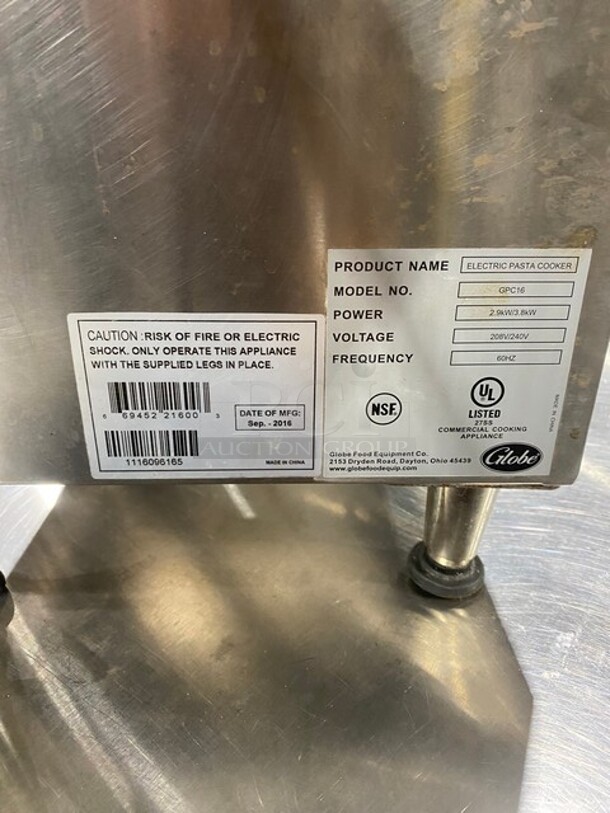 CAUTION :RISK OF FIRE OR ELECTRIC
SHOCK. ONLY OPERATE THIS APPLIANCE
WITH THE SUPPLIED LEGS IN PLACE.
6 69452 21600 3
DATE OF MFG:
Sep. - 2016
1116096165
MADE IN CHINA
PRODUCT NAME ELECTRIC PASTA COOKER
MODEL NO. GPC16
POWER 2.9kW/3.8kW
VOLTAGE 208V/240V
FREQUENCY 60HZ
NSF
UL
LISTED
27SS
COMMERCIAL COOKING
APPLIANCE
MADE IN CHINA
Globe Food Equipment Co.
2153 Dryden Road, Dayton, Ohio 45439
www.globefoodequip.com
Globe
AUCTION GROUP